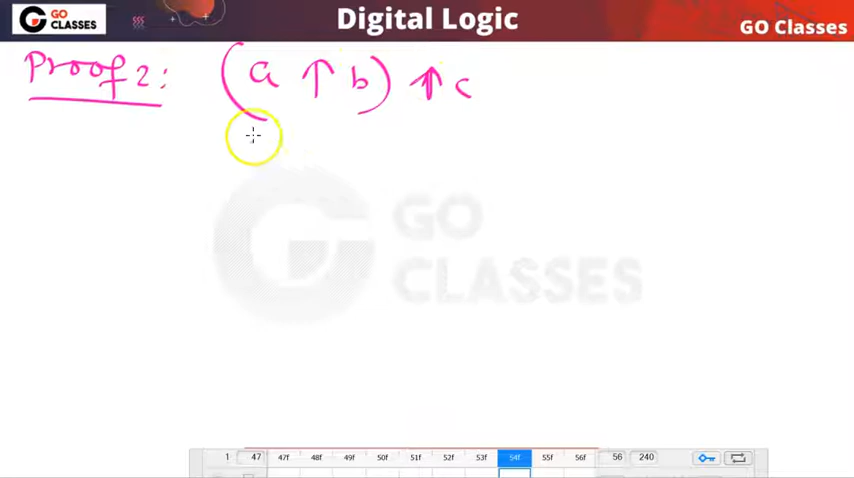 GO
CLASSES
Digital Logic
GO Classes
Proof 2: (a ↑ b) ↑ c
GO
CLASSES
1 47 47f 48f 49f 50f 51f 52f 53f 54f 55f 56f 56 240